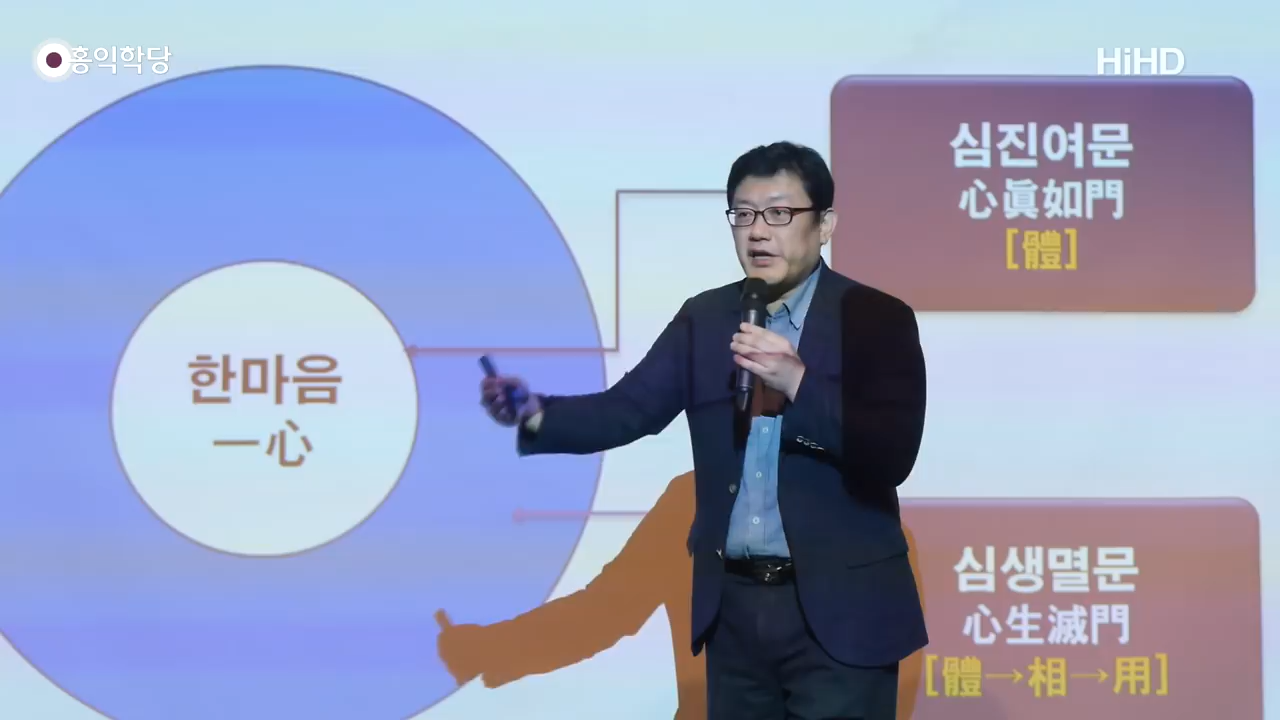 홍익학당
HiHD
심진여문
心眞如門
[體]
한마음
一心
심생멸문
心生滅門
[體→相→用]